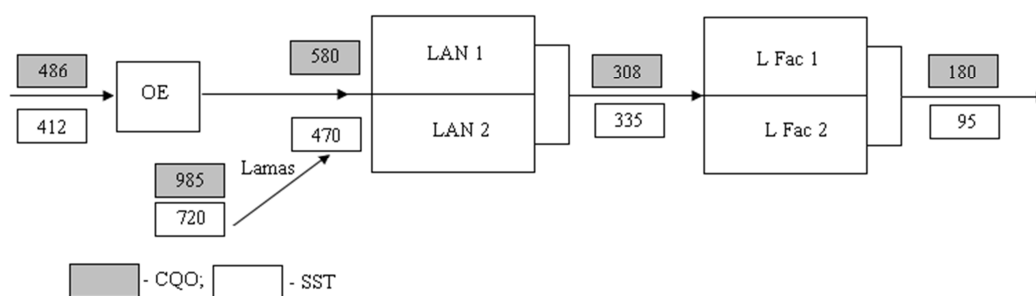 486
OE
412
580
470
LAN 1
LAN 2
985
720
Lamas
308
335
L Fac 1
L Fac 2
180
95
- CQO; - SST